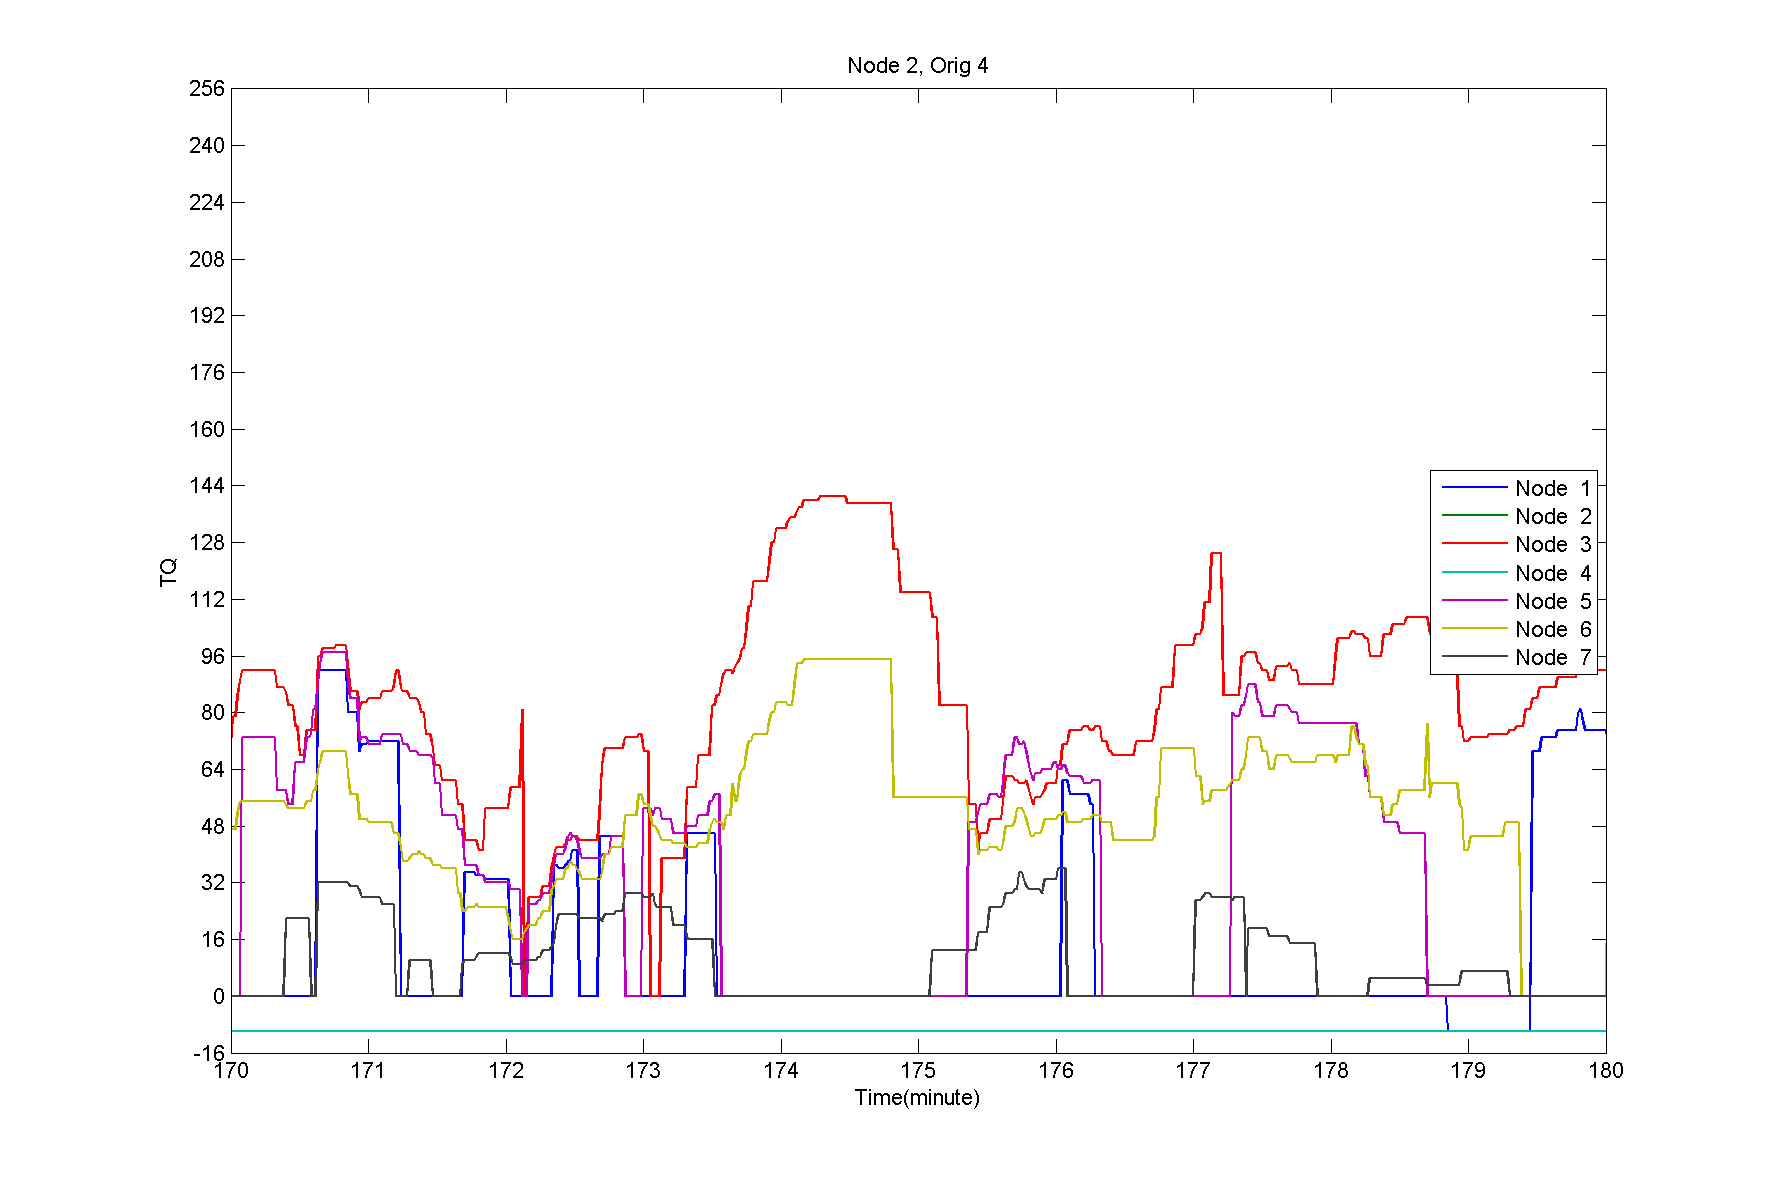 Node 2, Orig 4
256
240
224
208
192
176
160
144
128
112
96
80
64
48
32
16
0
-16
TQ
Node 1
Node 2
Node 3
Node 4
Node 5
Node 6
Node 7
170 171 172 173 174 175 176 177 178 179 180
Time(minute)